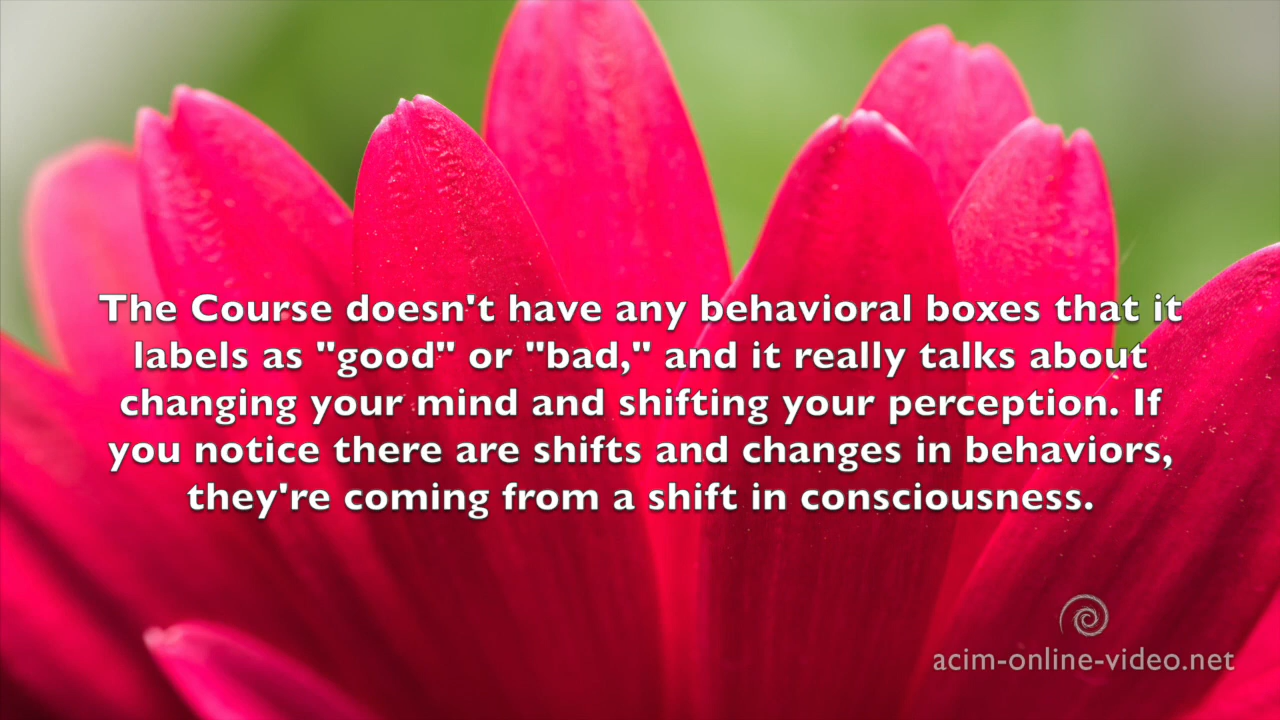 The Course doesn't have any behavioral boxes that it
labels as "good" or "bad," and it really talks about
changing your mind and shifting your perception. If
you notice there are shifts and changes in behaviors,
they're coming from a shift in consciousness.
acim-online-video.net